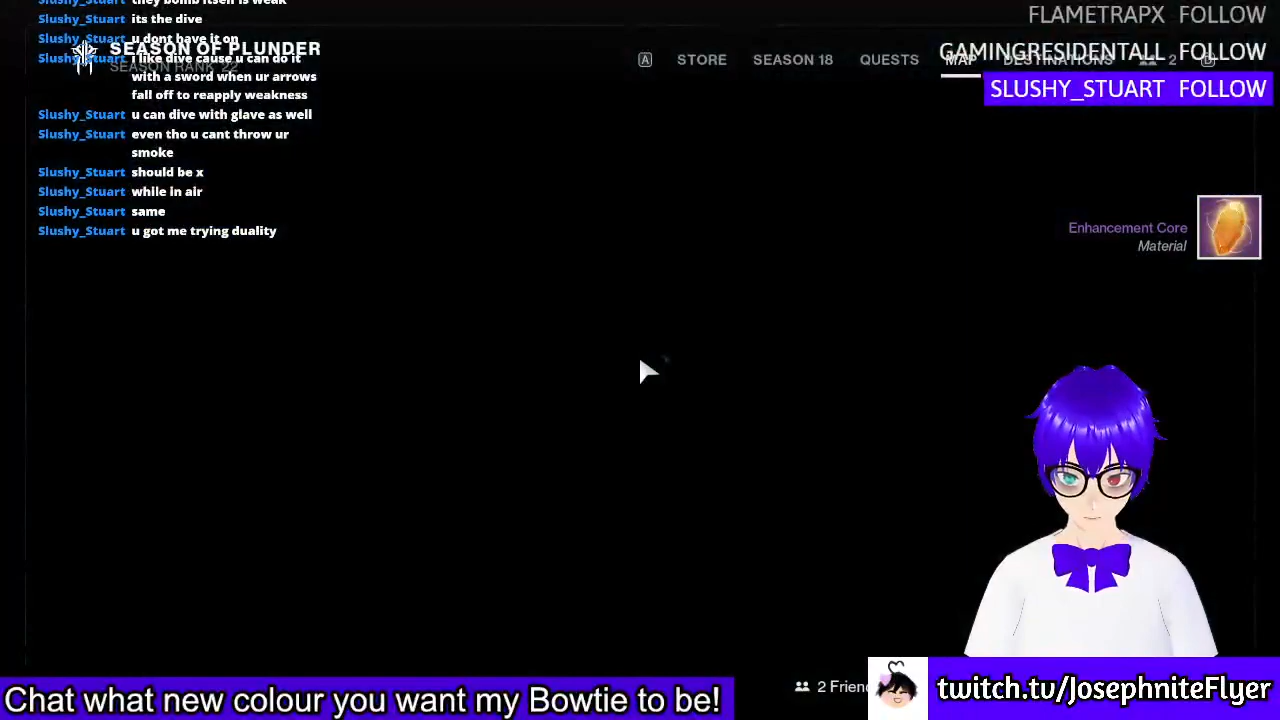 Slushy_Stuart they bomb itself is weak
Slushy_Stuart its the dive
Slushy_Stuart u dont have it on
Slushy_Stuart i like dive cause u can do it
with a sword when ur arrows
fall off to reapply weakness
Slushy_Stuart u can dive with glave as well
Slushy_Stuart even tho u cant throw ur
smoke
Slushy_Stuart should be x
Slushy_Stuart while in air
Slushy_Stuart same
Slushy_Stuart u got me trying duality
SEASON OF PLUNDER
SEASON RANK 22
A STORE SEASON 18 QUESTS MAP DESTINATIONS 2 D
FLAMETRAPX FOLLOW
GAMINGRESIDENTALL FOLLOW
SLUSHY_STUART FOLLOW
Enhancement Core
Material
2 Frien
Chat what new colour you want my Bowtie to be!
twitch.tv/JosephniteFlyer